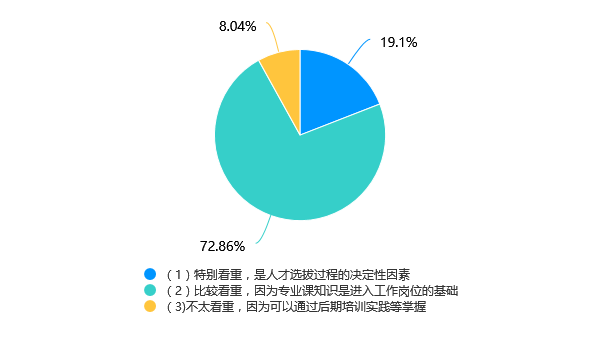 8.04%
19.1%
72.86%
（1）特别看重，是人才选拔过程的决定性因素
（2）比较看重，因为专业课知识是进入工作岗位的基础
（3)不太看重，因为可以通过后期培训实践等掌握